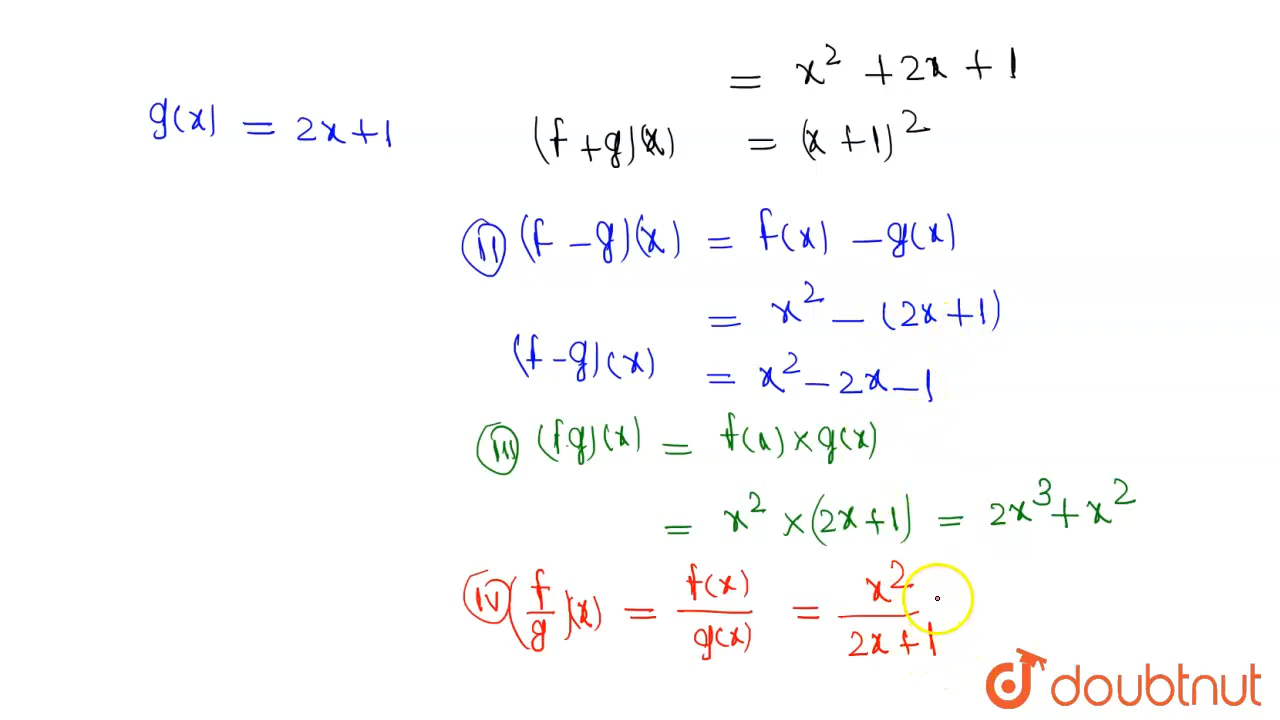 = x² + 2x + 1
g(x) = 2x+1
(f+g)(x) = (x+1)²
(ii) (f-g)(x) = f(x) - g(x)
= x² - (2x+1)
(f-g)(x) = x² - 2x - 1
(iii) (f.g)(x) = f(x) × g(x)
= x² × (2x+1) = 2x³ + x²
(iv) (f/g)(x) = f(x)/g(x) = x²/2x+1
doubtnut